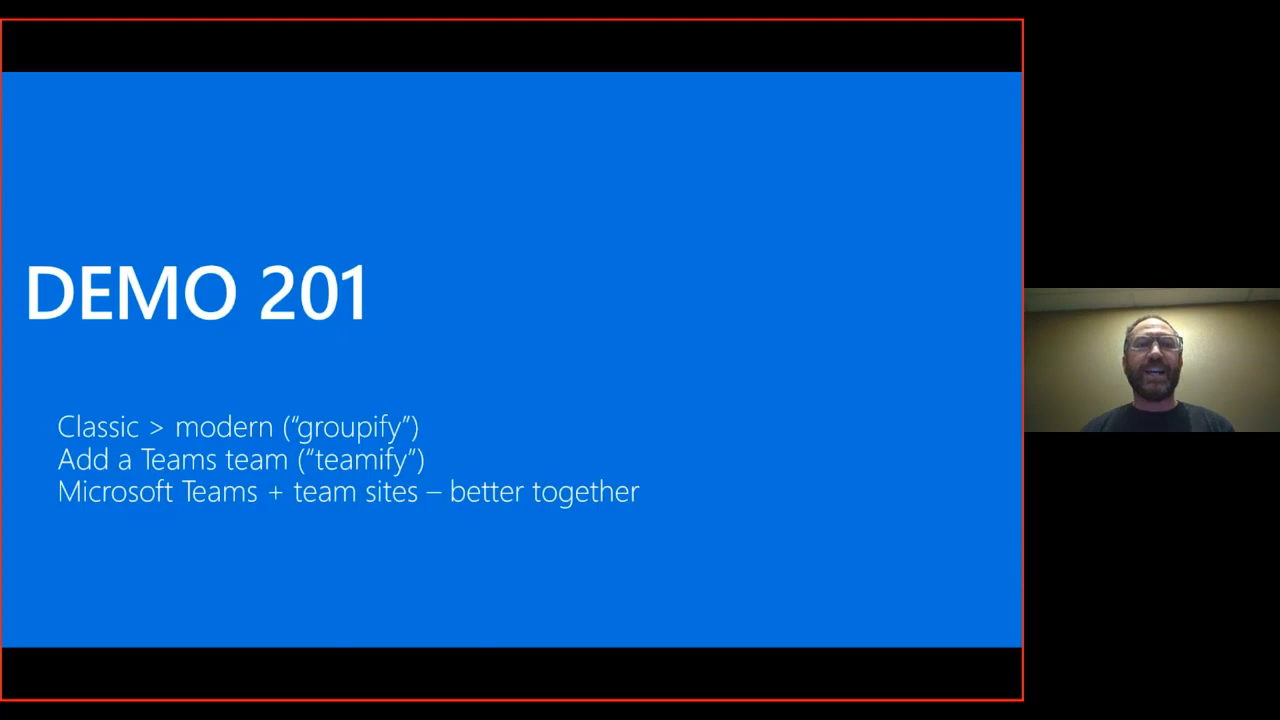 DEMO 201
Classic > modern (“groupify”)
Add a Teams team (“teamify”)
Microsoft Teams + team sites – better together